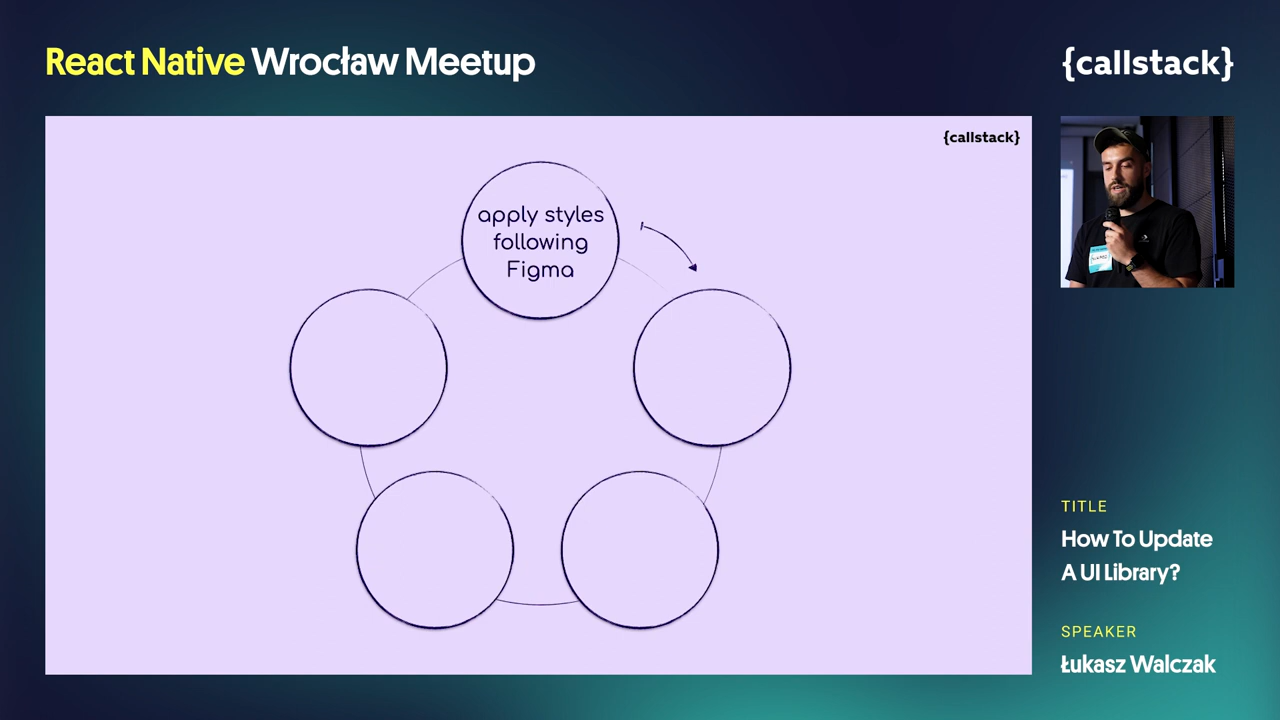 React Native Wrocław Meetup
{callstack}
{callstack}
apply styles
following
Figma
TITLE
How To Update
A UI Library?
SPEAKER
Łukasz Walczak